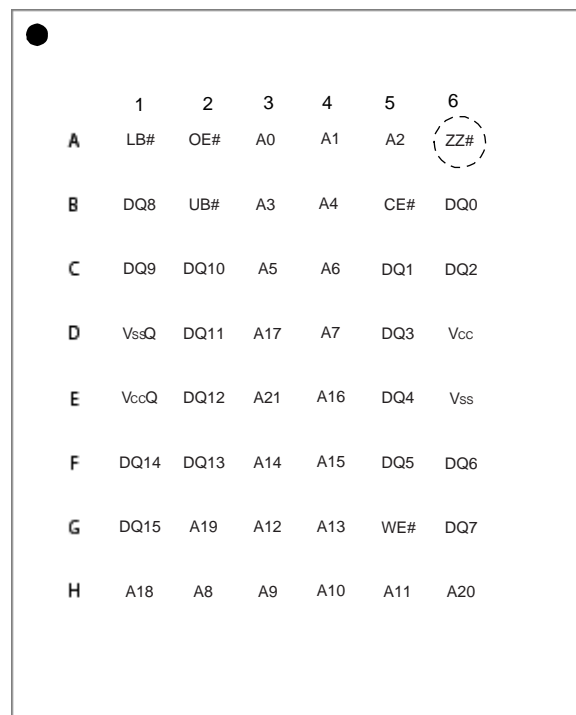 1 2 3 4 5 6
A LB# OE# A0 A1 A2 ZZ#
B DQ8 UB# A3 A4 CE# DQ0
C DQ9 DQ10 A5 A6 DQ1 DQ2
D VssQ DQ11 A17 A7 DQ3 Vcc
E VccQ DQ12 A21 A16 DQ4 Vss
F DQ14 DQ13 A14 A15 DQ5 DQ6
G DQ15 A19 A12 A13 WE# DQ7
H A18 A8 A9 A10 A11 A20